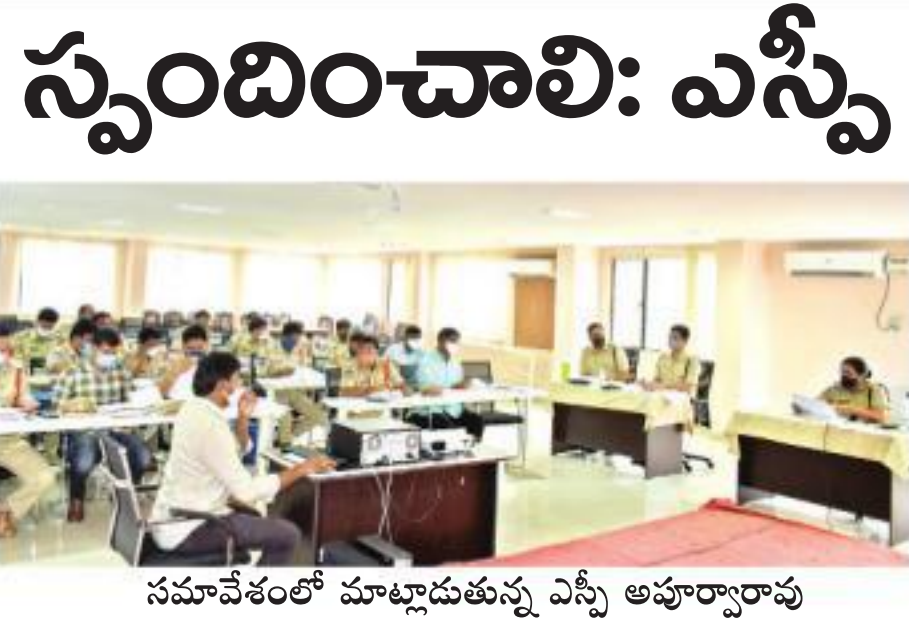 స్పందించాలి: ఎస్పీ
సమావేశంలో మాట్లాడుతున్న ఎస్పీ అపూర్వారావు